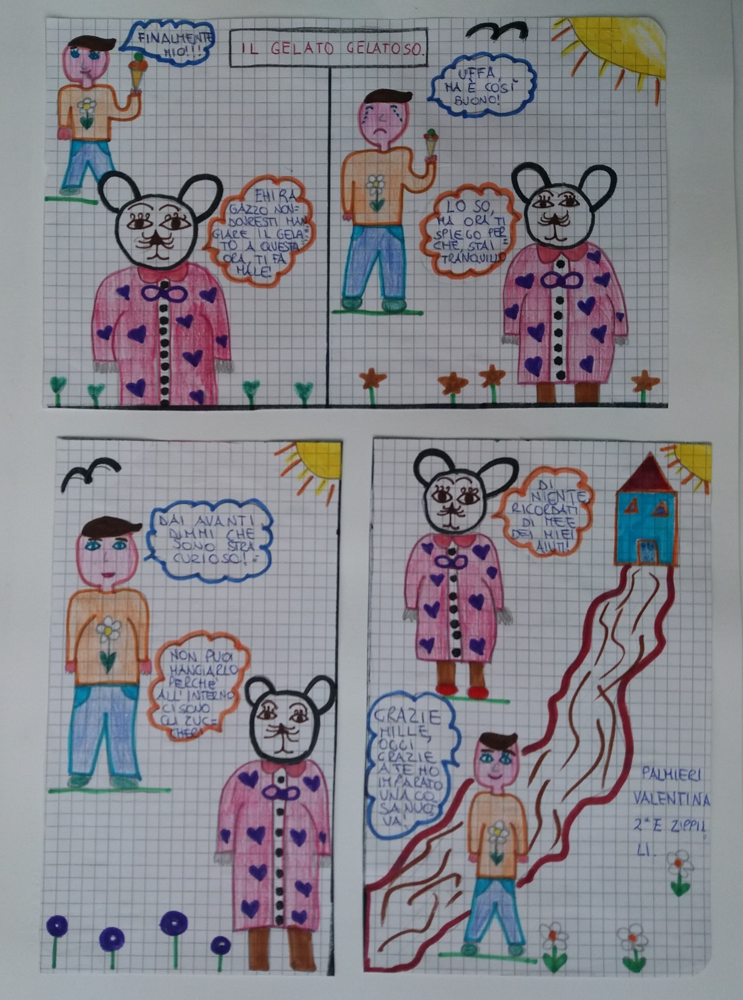 IL GELATO GELATOSO.
FINALMENTE
MIO!!!
EHI RA
GAZZO NON=
DOVRESTI MAN
GIARE IL GELA=
TO A QUESTA
ORA, TI FA
MALE!
UFFA,
MA È COSÌ
BUONO!
LO SO,
MA ORA TI
SPIEGO PER
CHÉ, STAI =
TRANQUILLO
DAI AVANTI
DIMMI CHE
SONO STRA
CURIOSO! =
NON PUOI
MANGIARLO
PERCHE'
ALL'INTERNO
CI SONO
GLI ZUC=
CHERI
DI
NIENTE,
RICORDATI
DI ME E
DEI MIEI
AIUTI!
GRAZIE
MILLE,
OGGI
GRAZIE
A TE HO
IMPARATO
UNA CO
SA NUO,
VA!
PALMIERI
VALENTINA
2ª E ZIPPIL,
LI.